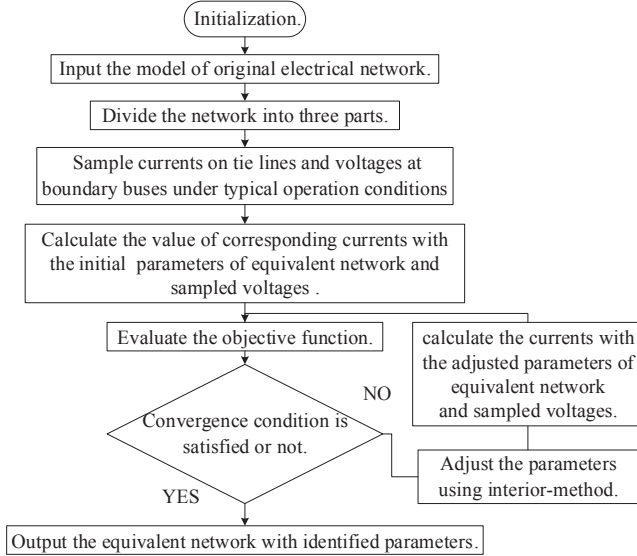 Initialization.
Input the model of original electrical network.
Divide the network into three parts.
Sample currents on tie lines and voltages at
boundary buses under typical operation conditions
Calculate the value of corresponding currents with
the initial parameters of equivalent network and
sampled voltages .
Evaluate the objective function.
calculate the currents with
the adjusted parameters of
equivalent network
and sampled voltages.
NO
Convergence condition is
satisfied or not.
Adjust the parameters
using interior-method.
YES
Output the equivalent network with identified parameters.